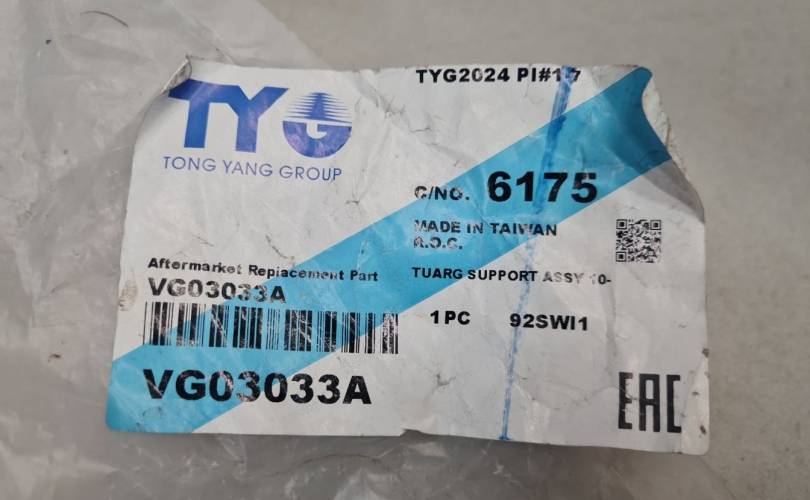 TYG
TONG YANG GROUP
TYG2024 PI#17
C/NO. 6175
MADE IN TAIWAN
R.O.C.
Aftermarket Replacement Part
VG03033A
VG03033A
TUARG SUPPORT ASSY 10-
1 PC 92SWI1
EAC